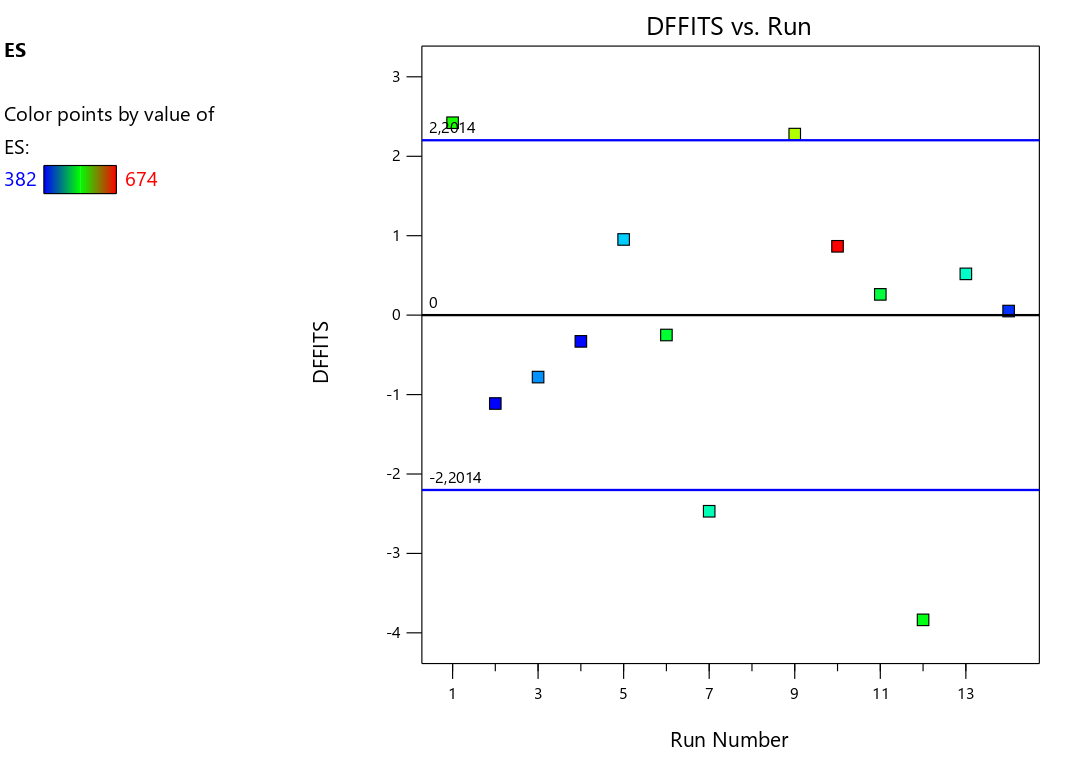 ES
Color points by value of
ES:
382 674
DFFITS vs. Run
DFFITS
3
2
1
0
-1
-2
-3
-4
2,2014
0
-2,2014
1 3 5 7 9 11 13
Run Number